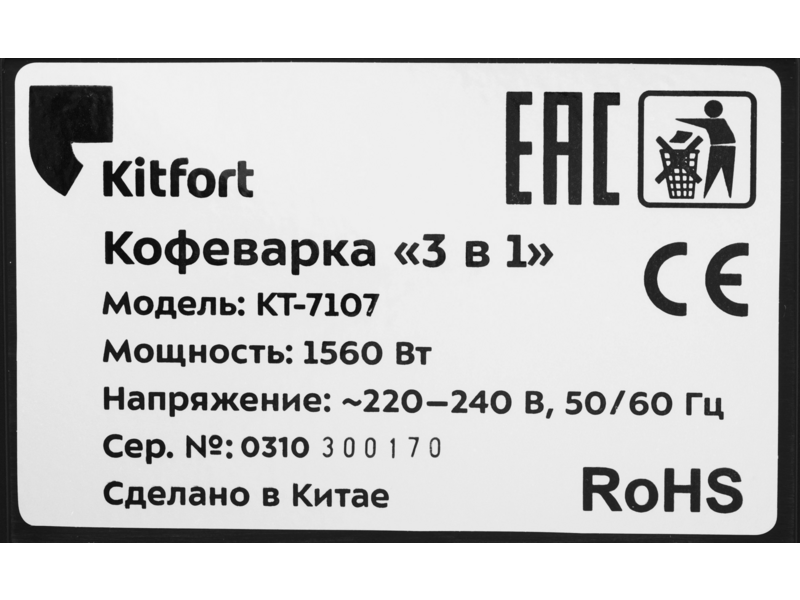 Kitfort
EAC
Кофеварка «3 в 1»
CE
Модель: КТ-7107
Мощность: 1560 Вт
Напряжение: ~220–240 В, 50/60 Гц
Сер. №: 0310 300170
Сделано в Китае
RoHS